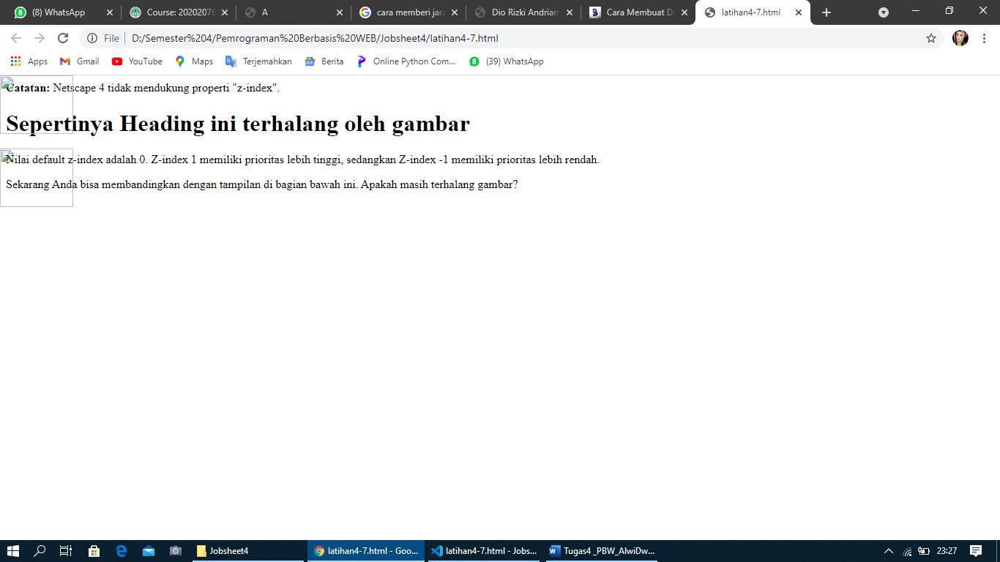 (8) WhatsApp
Course: 20202076
A
cara memberi jara
Dio Rizki Andrian
Cara Membuat Da
latihan4-7.html
File
D:/Semester%204/Pemrograman%20Berbasis%20WEB/Jobsheet4/latihan4-7.html
Apps
Gmail
YouTube
Maps
Terjemahkan
Berita
Online Python Com...
(39) WhatsApp
Catatan: Netscape 4 tidak mendukung properti "z-index".
Sepertinya Heading ini terhalang oleh gambar
Nilai default z-index adalah 0. Z-index 1 memiliki prioritas lebih tinggi, sedangkan Z-index -1 memiliki prioritas lebih rendah.
Sekarang Anda bisa membandingkan dengan tampilan di bagian bawah ini. Apakah masih terhalang gambar?
Jobsheet4
latihan4-7.html - Goo...
latihan4-7.html - Jobs...
Tugas4 _PBW_AlwiDw...
23:27